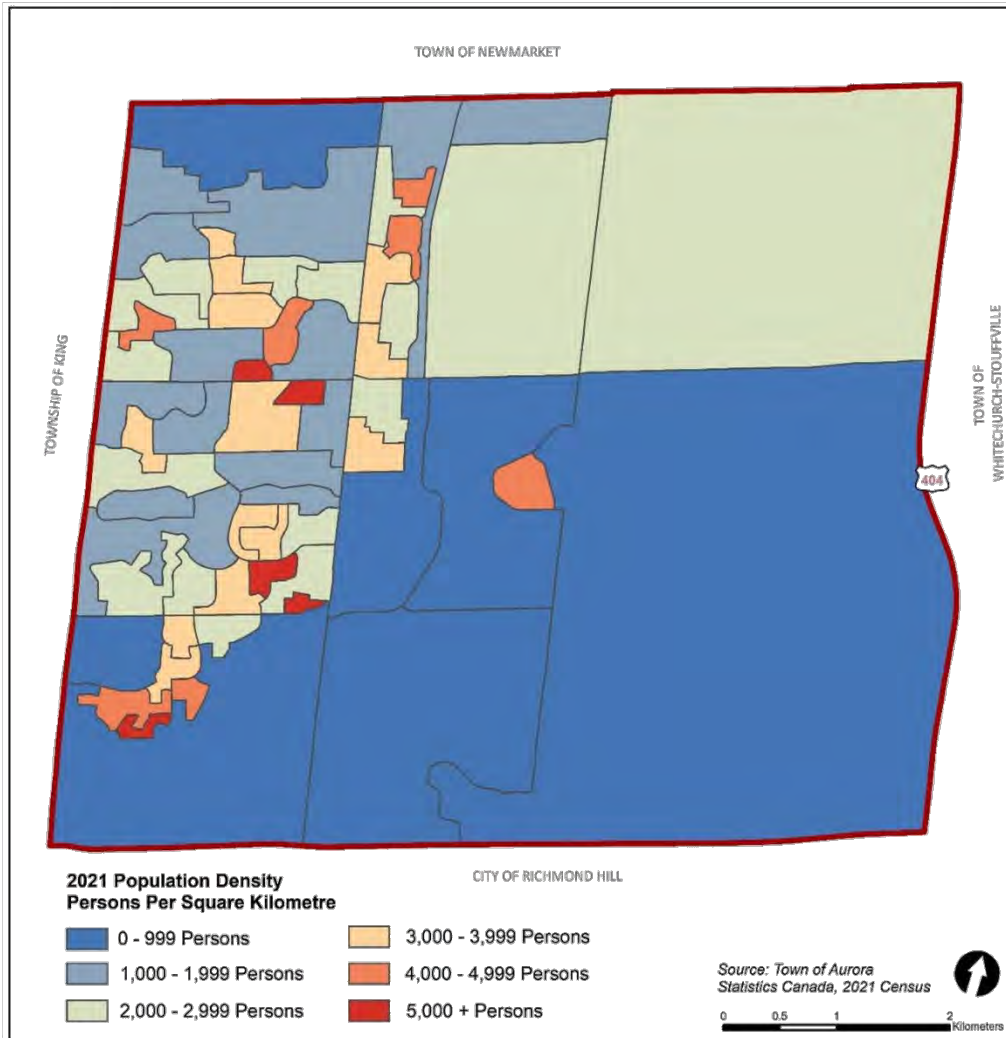 TOWN OF NEWMARKET
TOWNSHIP OF KING
TOWN OF
WHITECHURCH-STOUFFVILLE
404
CITY OF RICHMOND HILL
2021 Population Density
Persons Per Square Kilometre
0 - 999 Persons
1,000 - 1,999 Persons
2,000 - 2,999 Persons
3,000 - 3,999 Persons
4,000 - 4,999 Persons
5,000 + Persons
Source: Town of Aurora
Statistics Canada, 2021 Census
0 0.5 1 2
Kilometers